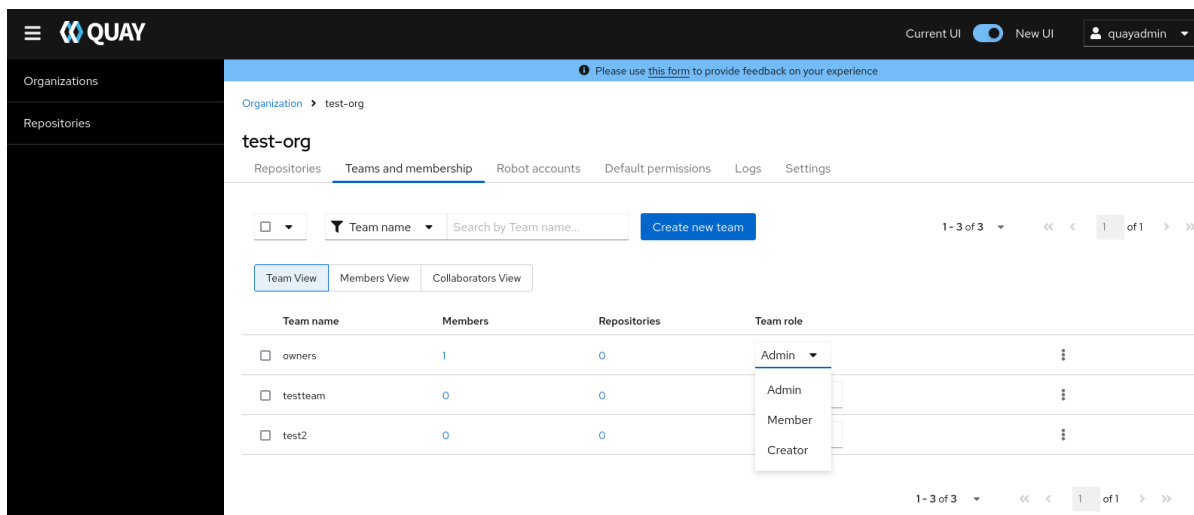 QUAY
Current UI New UI quayadmin
Organizations
Repositories
Please use this form to provide feedback on your experience
Organization test-org
test-org
Repositories Teams and membership Robot accounts Default permissions Logs Settings
Team name Search by Team name... Create new team 1 - 3 of 3 1 of 1
Team View Members View Collaborators View
Team name Members Repositories Team role
owners 1 0 Admin
testteam 0 0
test2 0 0
Admin
Member
Creator
1 - 3 of 3 1 of 1